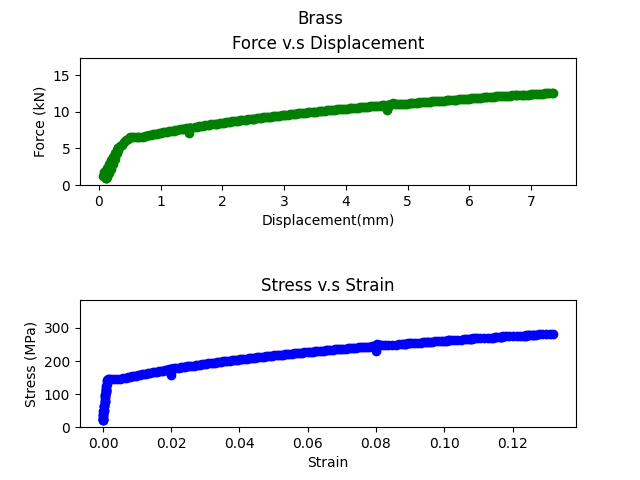 Brass
Force v.s Displacement
15
10
5
0
Force (kN)
0 1 2 3 4 5 6 7
Displacement(mm)
Stress v.s Strain
300
200
100
0
Stress (MPa)
0.00 0.02 0.04 0.06 0.08 0.10 0.12
Strain